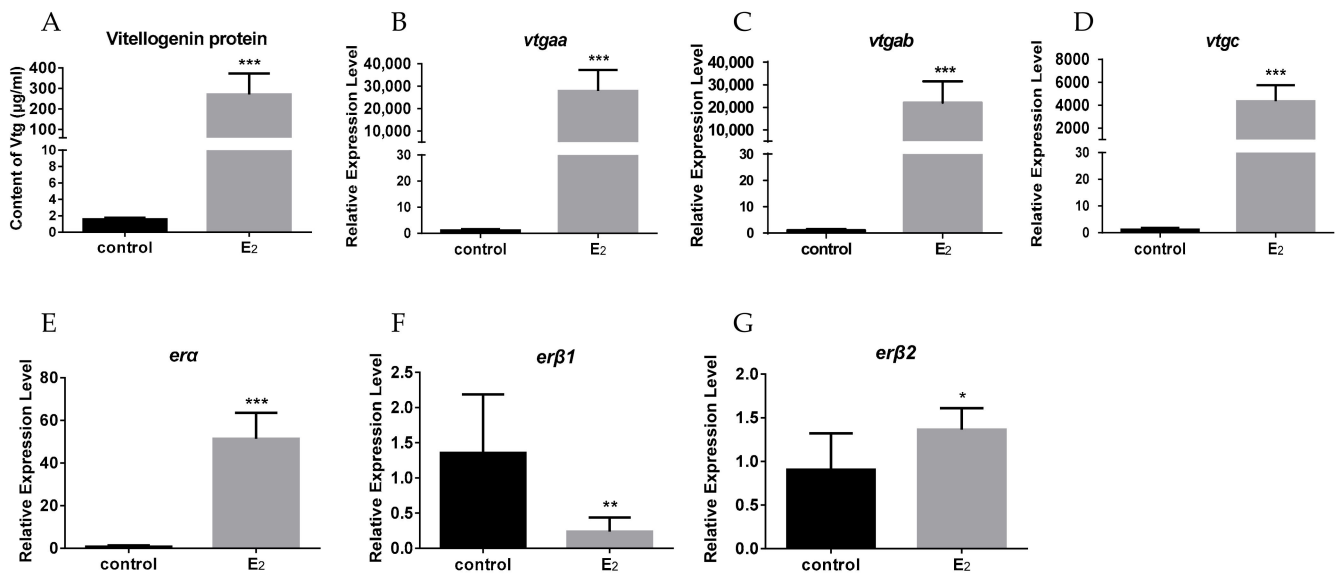 A
Vitellogenin protein
Content of Vtg (μg/ml)
400
300
200
100
10
8
6
4
2
0
***
control
E2
B
vtgaa
Relative Expression Level
40,000
30,000
20,000
10,000
30
20
10
0
***
control
E2
C
vtgab
Relative Expression Level
40,000
30,000
20,000
10,000
30
20
10
0
***
control
E2
D
vtgc
Relative Expression Level
8000
6000
4000
2000
30
20
10
0
***
control
E2
E
erα
Relative Expression Level
80
60
40
20
0
***
control
E2
F
erβ1
Relative Expression Level
2.5
2.0
1.5
1.0
0.5
0.0
**
control
E2
G
erβ2
Relative Expression Level
2.0
1.5
1.0
0.5
0.0
*
control
E2